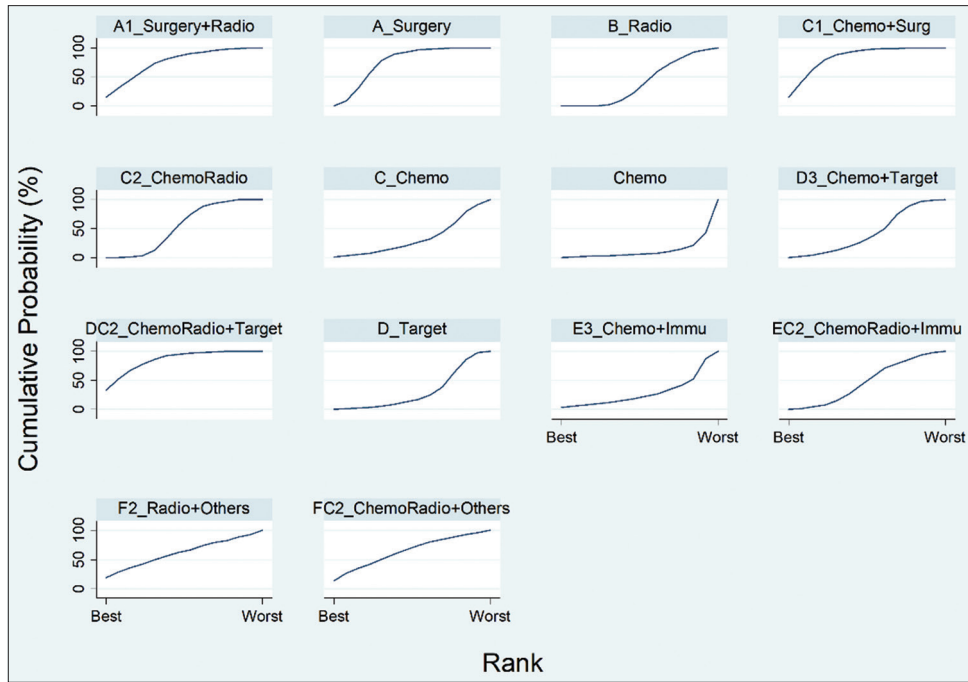 Cumulative Probability (%)
A1_Surgery+Radio
A_Surgery
B_Radio
C1_Chemo+Surg
100
50
0
C2_ChemoRadio
C_Chemo
Chemo
D3_Chemo+Target
100
50
0
DC2_ChemoRadio+Target
D_Target
E3_Chemo+Immu
EC2_ChemoRadio+Immu
100
50
0
Best
Worst
Best
Worst
F2_Radio+Others
FC2_ChemoRadio+Others
100
50
0
Best
Worst
Best
Worst
Rank